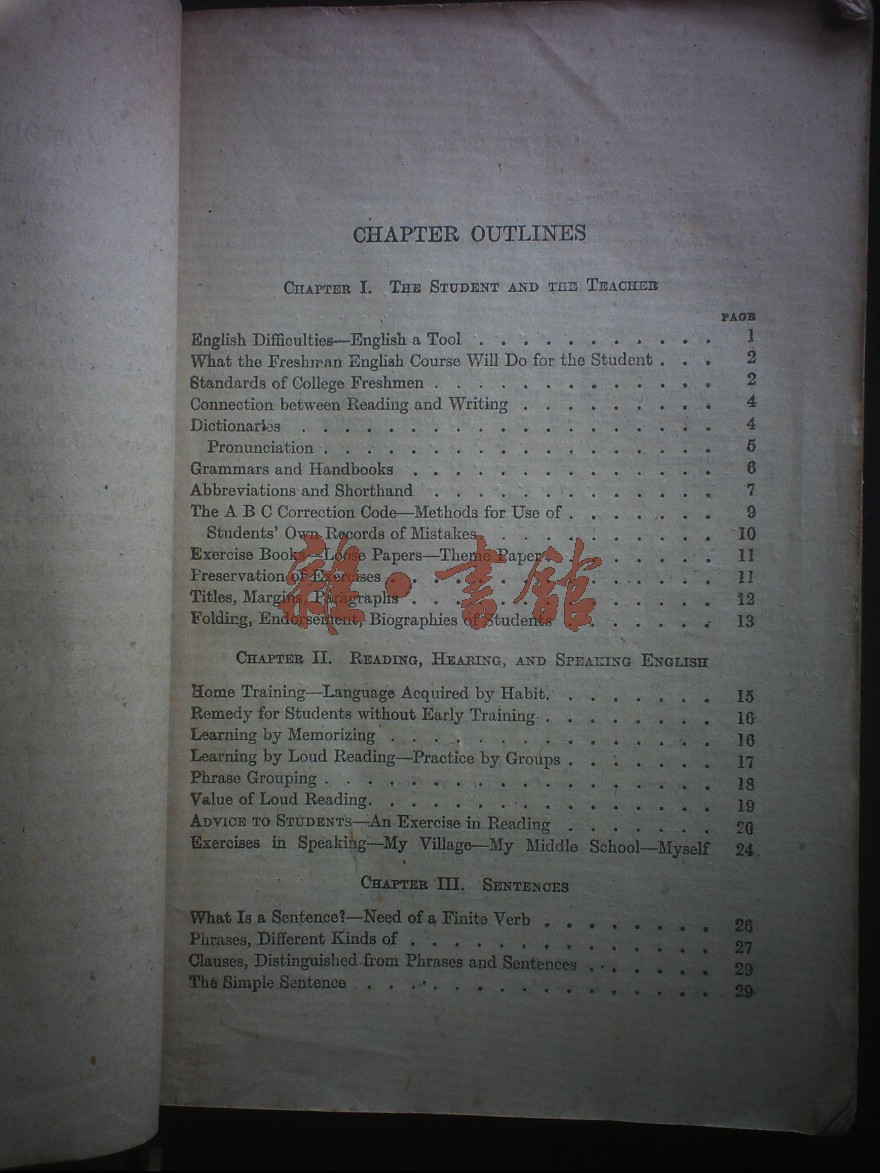 CHAPTER OUTLINES
CHAPTER I. THE STUDENT AND THE TEACHER
PAGE
English Difficulties—English a Tool . . . . . . . . . . . 1
What the Freshman English Course Will Do for the Student . . . 2
Standards of College Freshmen . . . . . . . . . . . . . 2
Connection between Reading and Writing . . . . . . . . . 4
Dictionaries . . . . . . . . . . . . . . . . . . 4
Pronunciation . . . . . . . . . . . . . . . . . 5
Grammars and Handbooks . . . . . . . . . . . . . 6
Abbreviations and Shorthand . . . . . . . . . . . . 7
The A B C Correction Code—Methods for Use of . . . . . . . 9
Students' Own Records of Mistakes . . . . . . . . . . 10
Exercise Books—Loose Papers—Theme Paper . . . . . . . 11
Preservation of Exercises . . . . . . . . . . . . . . 11
Titles, Margins, Paragraphs . . . . . . . . . . . . . 12
Folding, Endorsement, Biographies of Students . . . . . . 13
雜·書館
CHAPTER II. READING, HEARING, AND SPEAKING ENGLISH
Home Training—Language Acquired by Habit. . . . . . . . 15
Remedy for Students without Early Training . . . . . . . . 16
Learning by Memorizing . . . . . . . . . . . . . . 16
Learning by Loud Reading—Practice by Groups . . . . . . . 17
Phrase Grouping . . . . . . . . . . . . . . . . . 18
Value of Loud Reading. . . . . . . . . . . . . . . 19
ADVICE TO STUDENTS—An Exercise in Reading . . . . . . . 20
Exercises in Speaking—My Village—My Middle School—Myself 24
CHAPTER III. SENTENCES
What Is a Sentence?—Need of a Finite Verb . . . . . . . . 26
Phrases, Different Kinds of . . . . . . . . . . . . . 27
Clauses, Distinguished from Phrases and Sentences . . . . . . 29
The Simple Sentence . . . . . . . . . . . . . . . 29